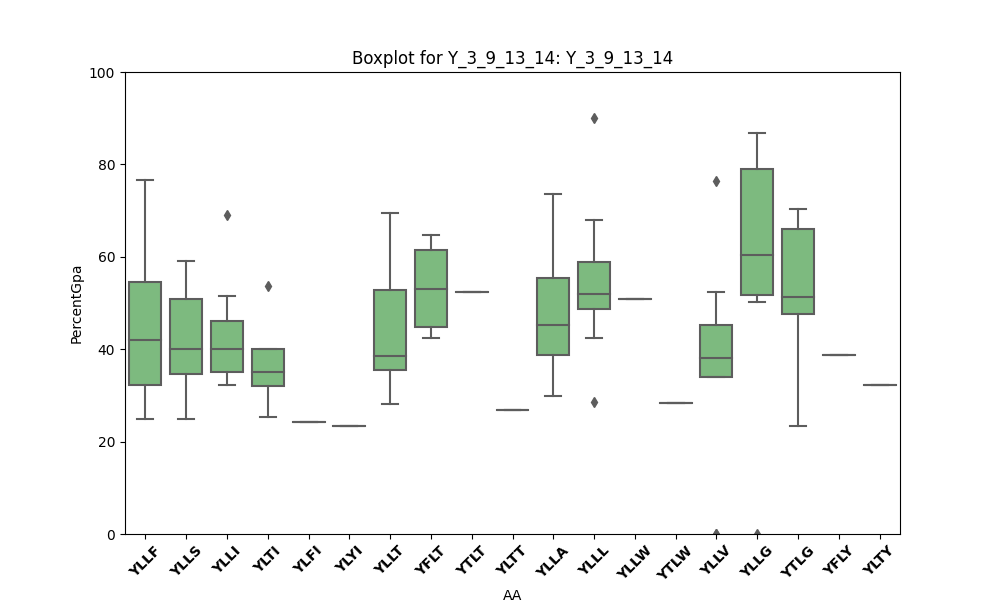 Boxplot for Y_3_9_13_14: Y_3_9_13_14
100
80
60
40
20
0
PercentGpa
YLLF YLLS YLLI YLTI YLFI YLYI YLLT YFLT YTLT YLTT YLLA YLLL YLLW YTLW YLLV YLLG YTLG YFLY YLTY
AA